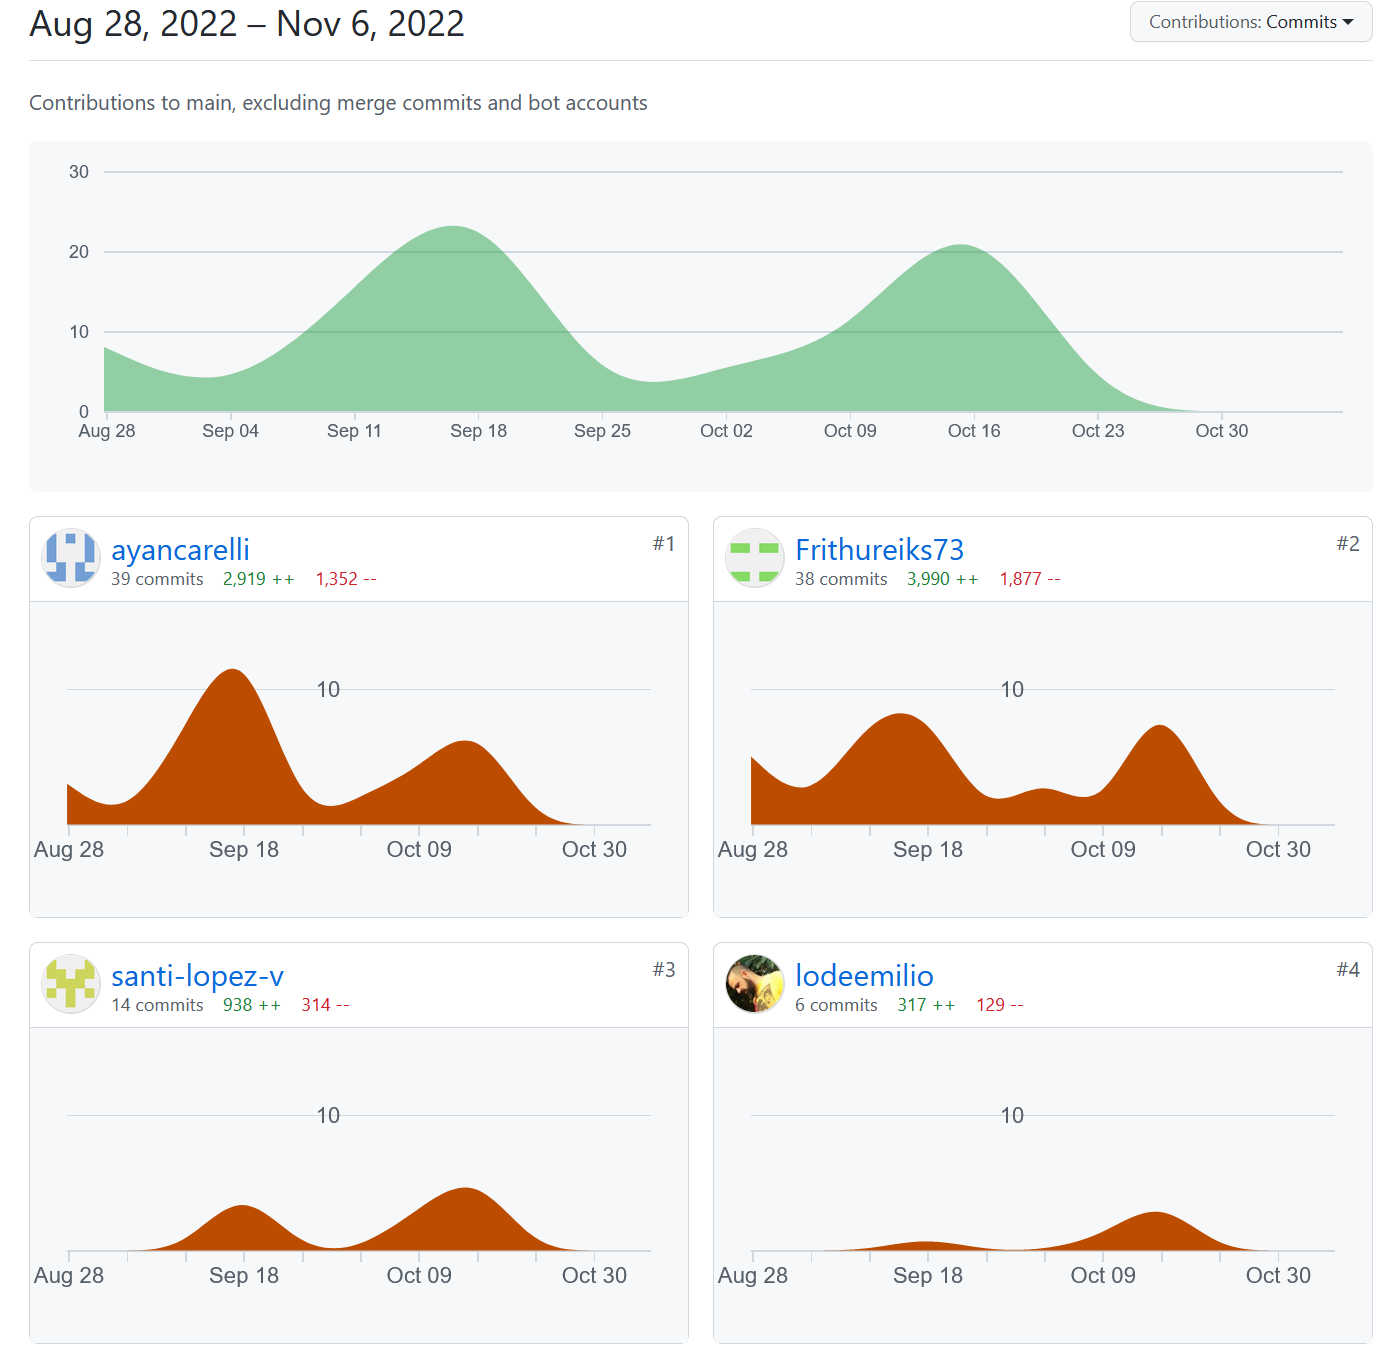 Aug 28, 2022 – Nov 6, 2022
Contributions: Commits
Contributions to main, excluding merge commits and bot accounts
30
20
10
0
Aug 28 Sep 04 Sep 11 Sep 18 Sep 25 Oct 02 Oct 09 Oct 16 Oct 23 Oct 30
ayancarelli #1
39 commits 2,919 ++ 1,352 --
10
Aug 28 Sep 18 Oct 09 Oct 30
Frithureiks73 #2
38 commits 3,990 ++ 1,877 --
10
Aug 28 Sep 18 Oct 09 Oct 30
santi-lopez-v #3
14 commits 938 ++ 314 --
10
Aug 28 Sep 18 Oct 09 Oct 30
lodeemilio #4
6 commits 317 ++ 129 --
10
Aug 28 Sep 18 Oct 09 Oct 30